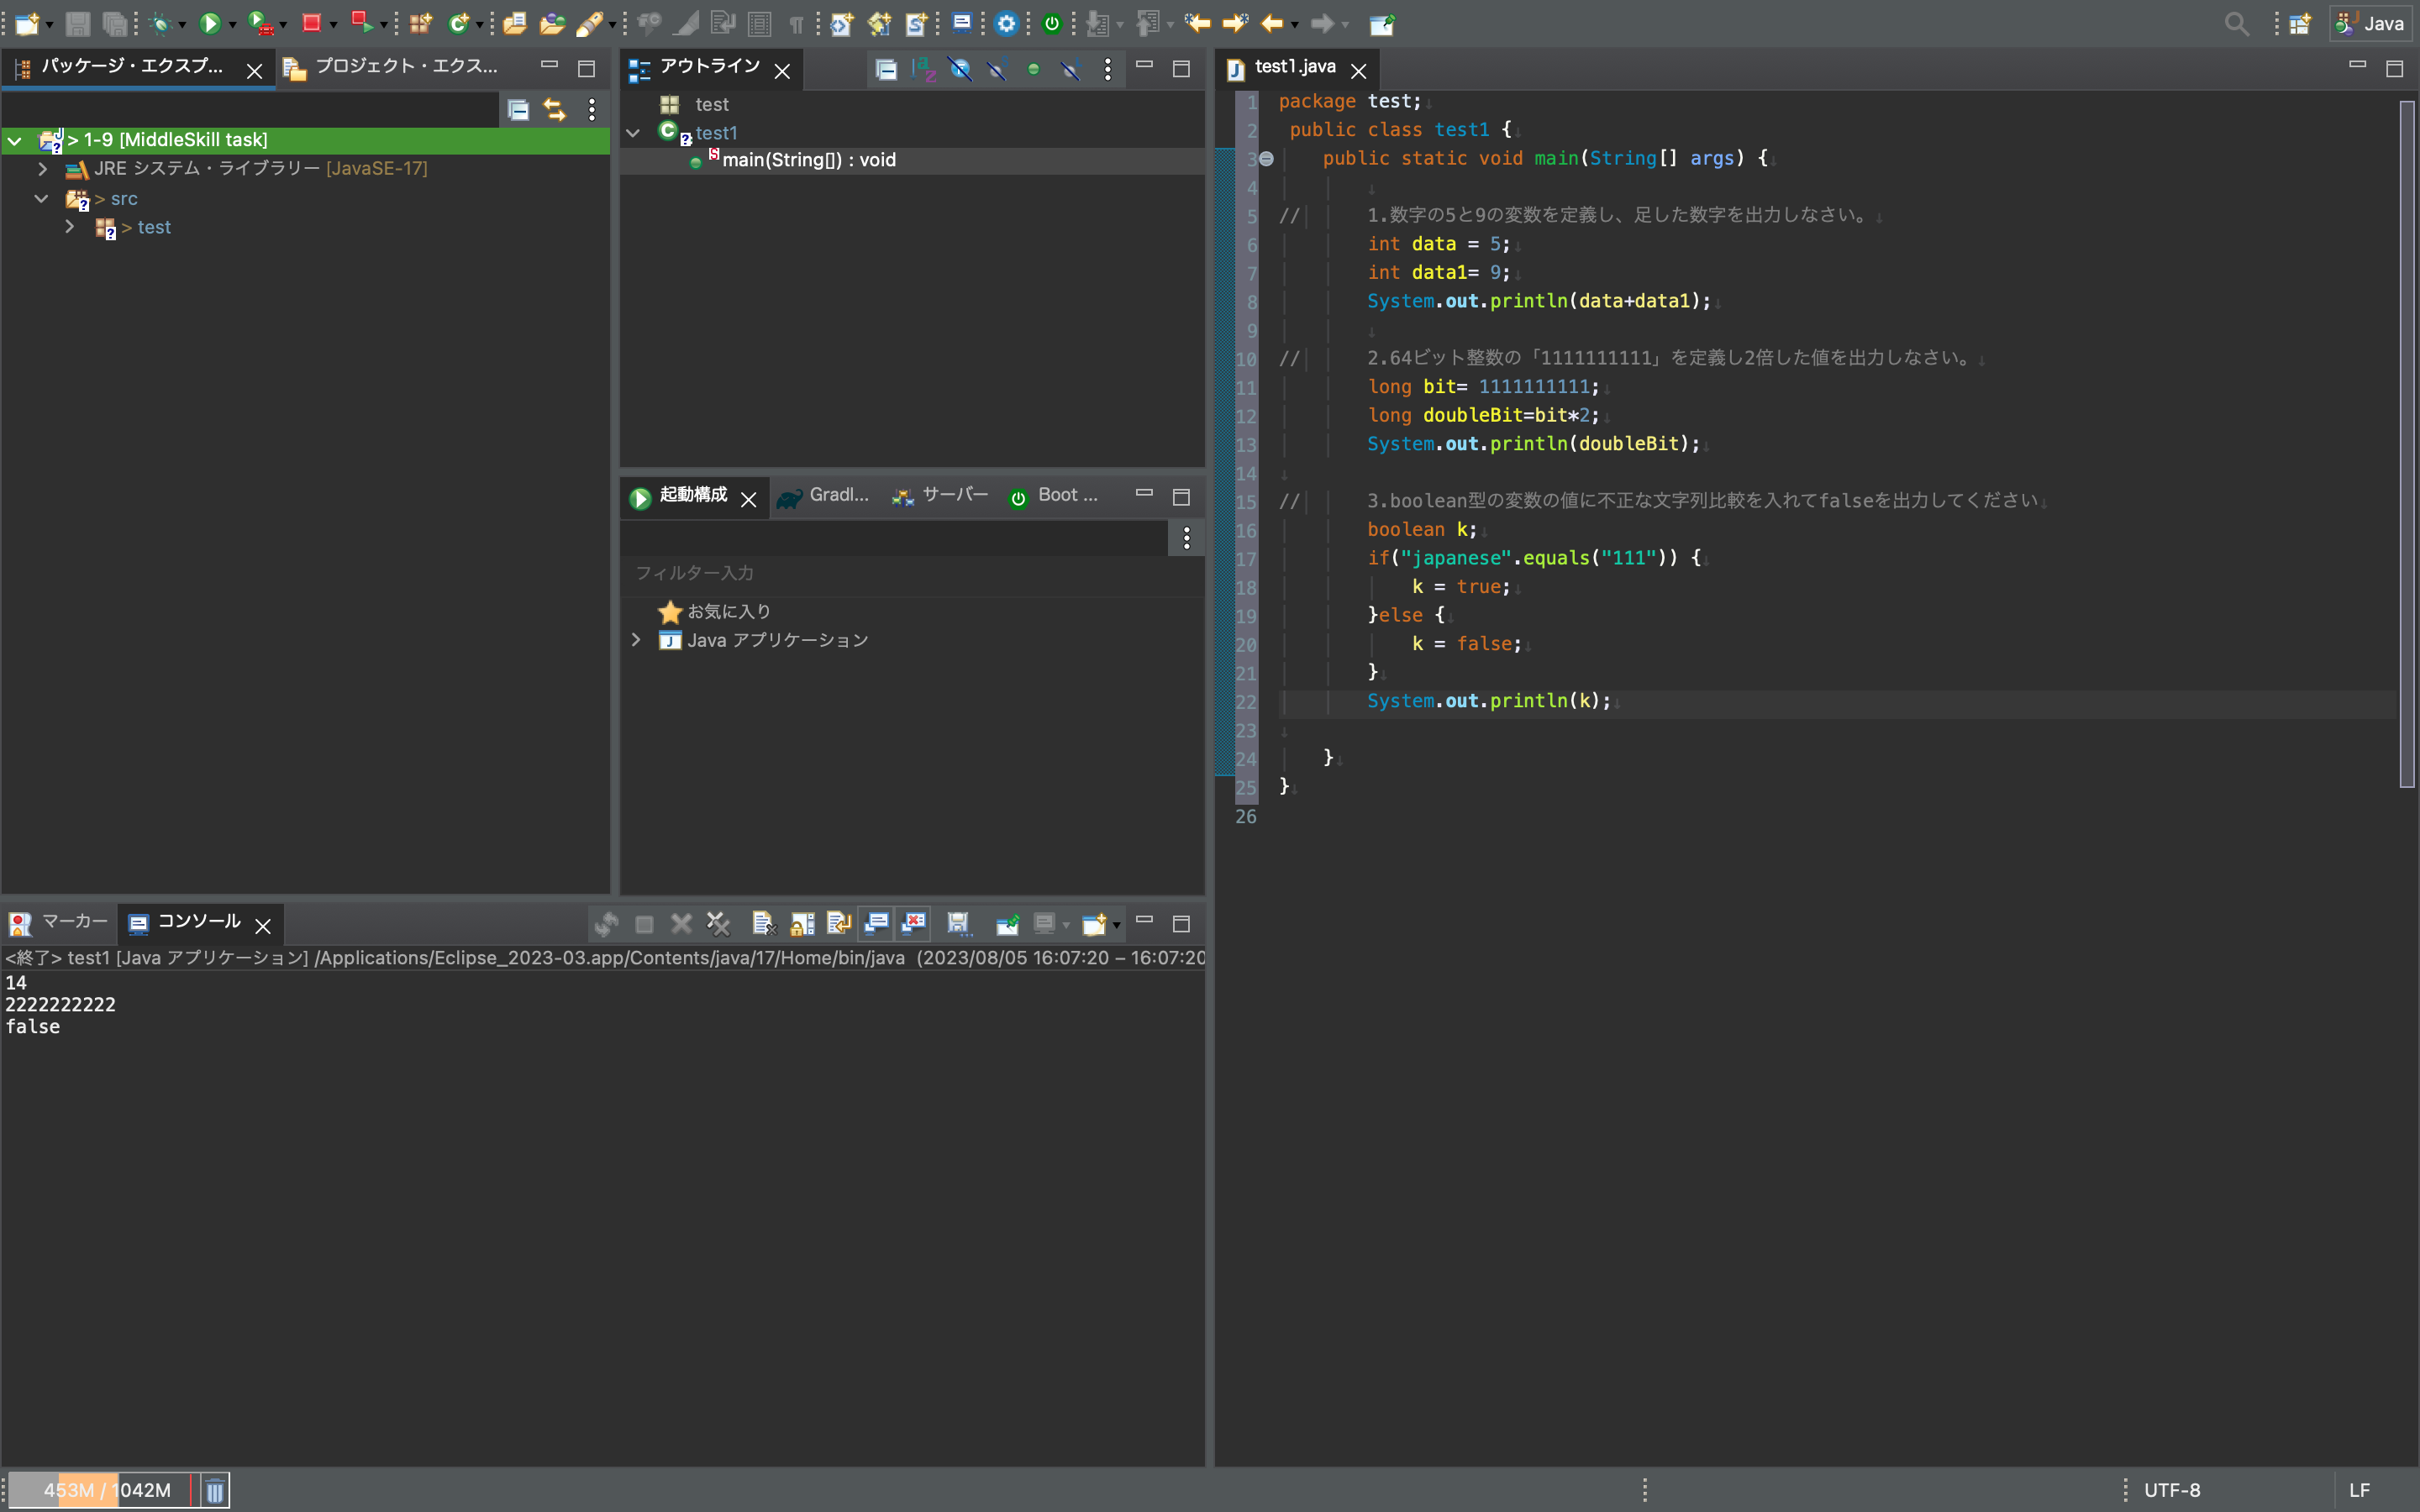 Java
パッケージ・エクスプ...
プロジェクト・エクス...
> 1-9 [MiddleSkill task]
JRE システム・ライブラリー [JavaSE-17]
> src
> test
アウトライン
test
test1
main(String[]) : void
起動構成
Gradl...
サーバー
Boot ...
フィルター入力
お気に入り
Java アプリケーション
test1.java
1 package test;
2 public class test1 {
3 public static void main(String[] args) {
4
5 // 1.数字の5と9の変数を定義し、足した数字を出力しなさい。
6 int data = 5;
7 int data1= 9;
8 System.out.println(data+data1);
9
10 // 2.64ビット整数の「1111111111」を定義し2倍した値を出力しなさい。
11 long bit= 1111111111;
12 long doubleBit=bit*2;
13 System.out.println(doubleBit);
14
15 // 3.boolean型の変数の値に不正な文字列比較を入れてfalseを出力してください
16 boolean k;
17 if("japanese".equals("111")) {
18 k = true;
19 }else {
20 k = false;
21 }
22 System.out.println(k);
23
24 }
25 }
26
マーカー
コンソール
<終了> test1 [Java アプリケーション] /Applications/Eclipse_2023-03.app/Contents/java/17/Home/bin/java (2023/08/05 16:07:20 – 16:07:20
14
2222222222
false
453M / 1042M
UTF-8
LF